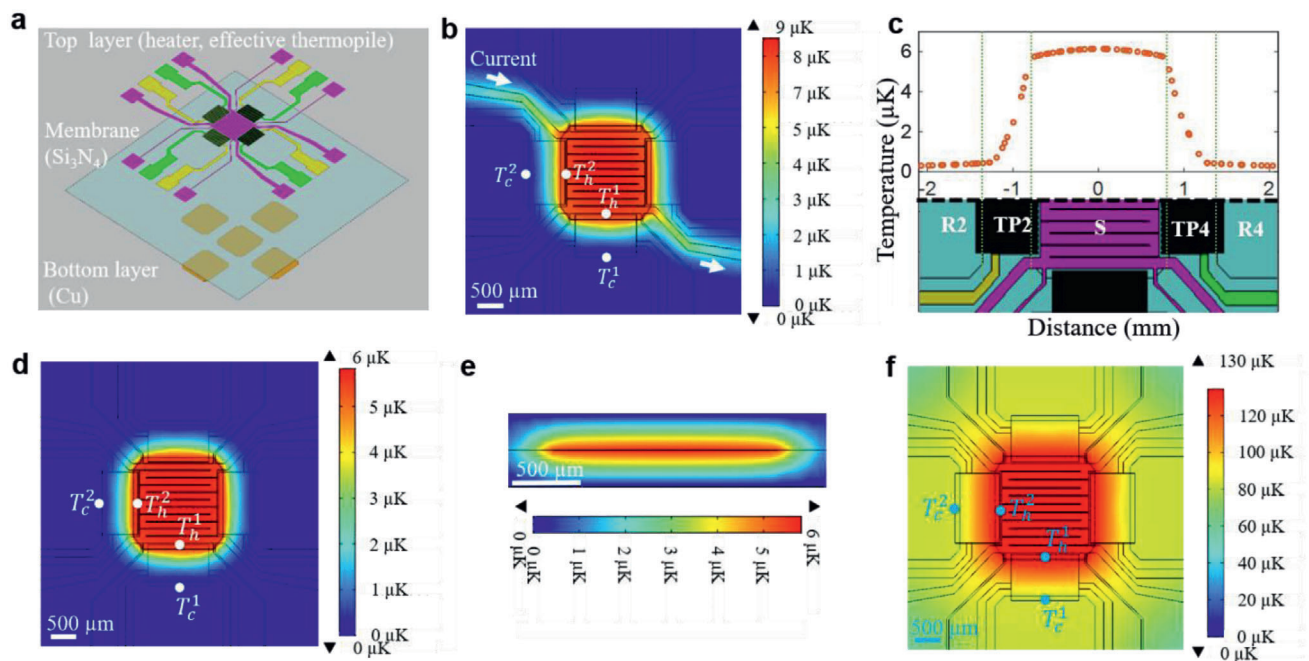 a
Top layer (heater, effective thermopile)
Membrane
(Si₃N₄)
Bottom layer
(Cu)
b
Current
T_c^2
T_h^2
T_h^1
T_c^1
500 µm
9 µK
8 µK
7 µK
6 µK
5 µK
4 µK
3 µK
2 µK
1 µK
0 µK
0 µK
c
Temperature (µK)
6
4
2
0
-2
-1
0
1
2
R2
TP2
S
TP4
R4
Distance (mm)
d
T_c^2
T_h^2
T_h^1
T_c^1
500 µm
6 µK
5 µK
4 µK
3 µK
2 µK
1 µK
0 µK
0 µK
e
500 µm
0 µK
0 µK
1 µK
2 µK
3 µK
4 µK
5 µK
6 µK
f
T_c^2
T_h^2
T_h^1
T_c^1
500 µm
130 µK
120 µK
100 µK
80 µK
60 µK
40 µK
20 µK
0 µK
0 µK